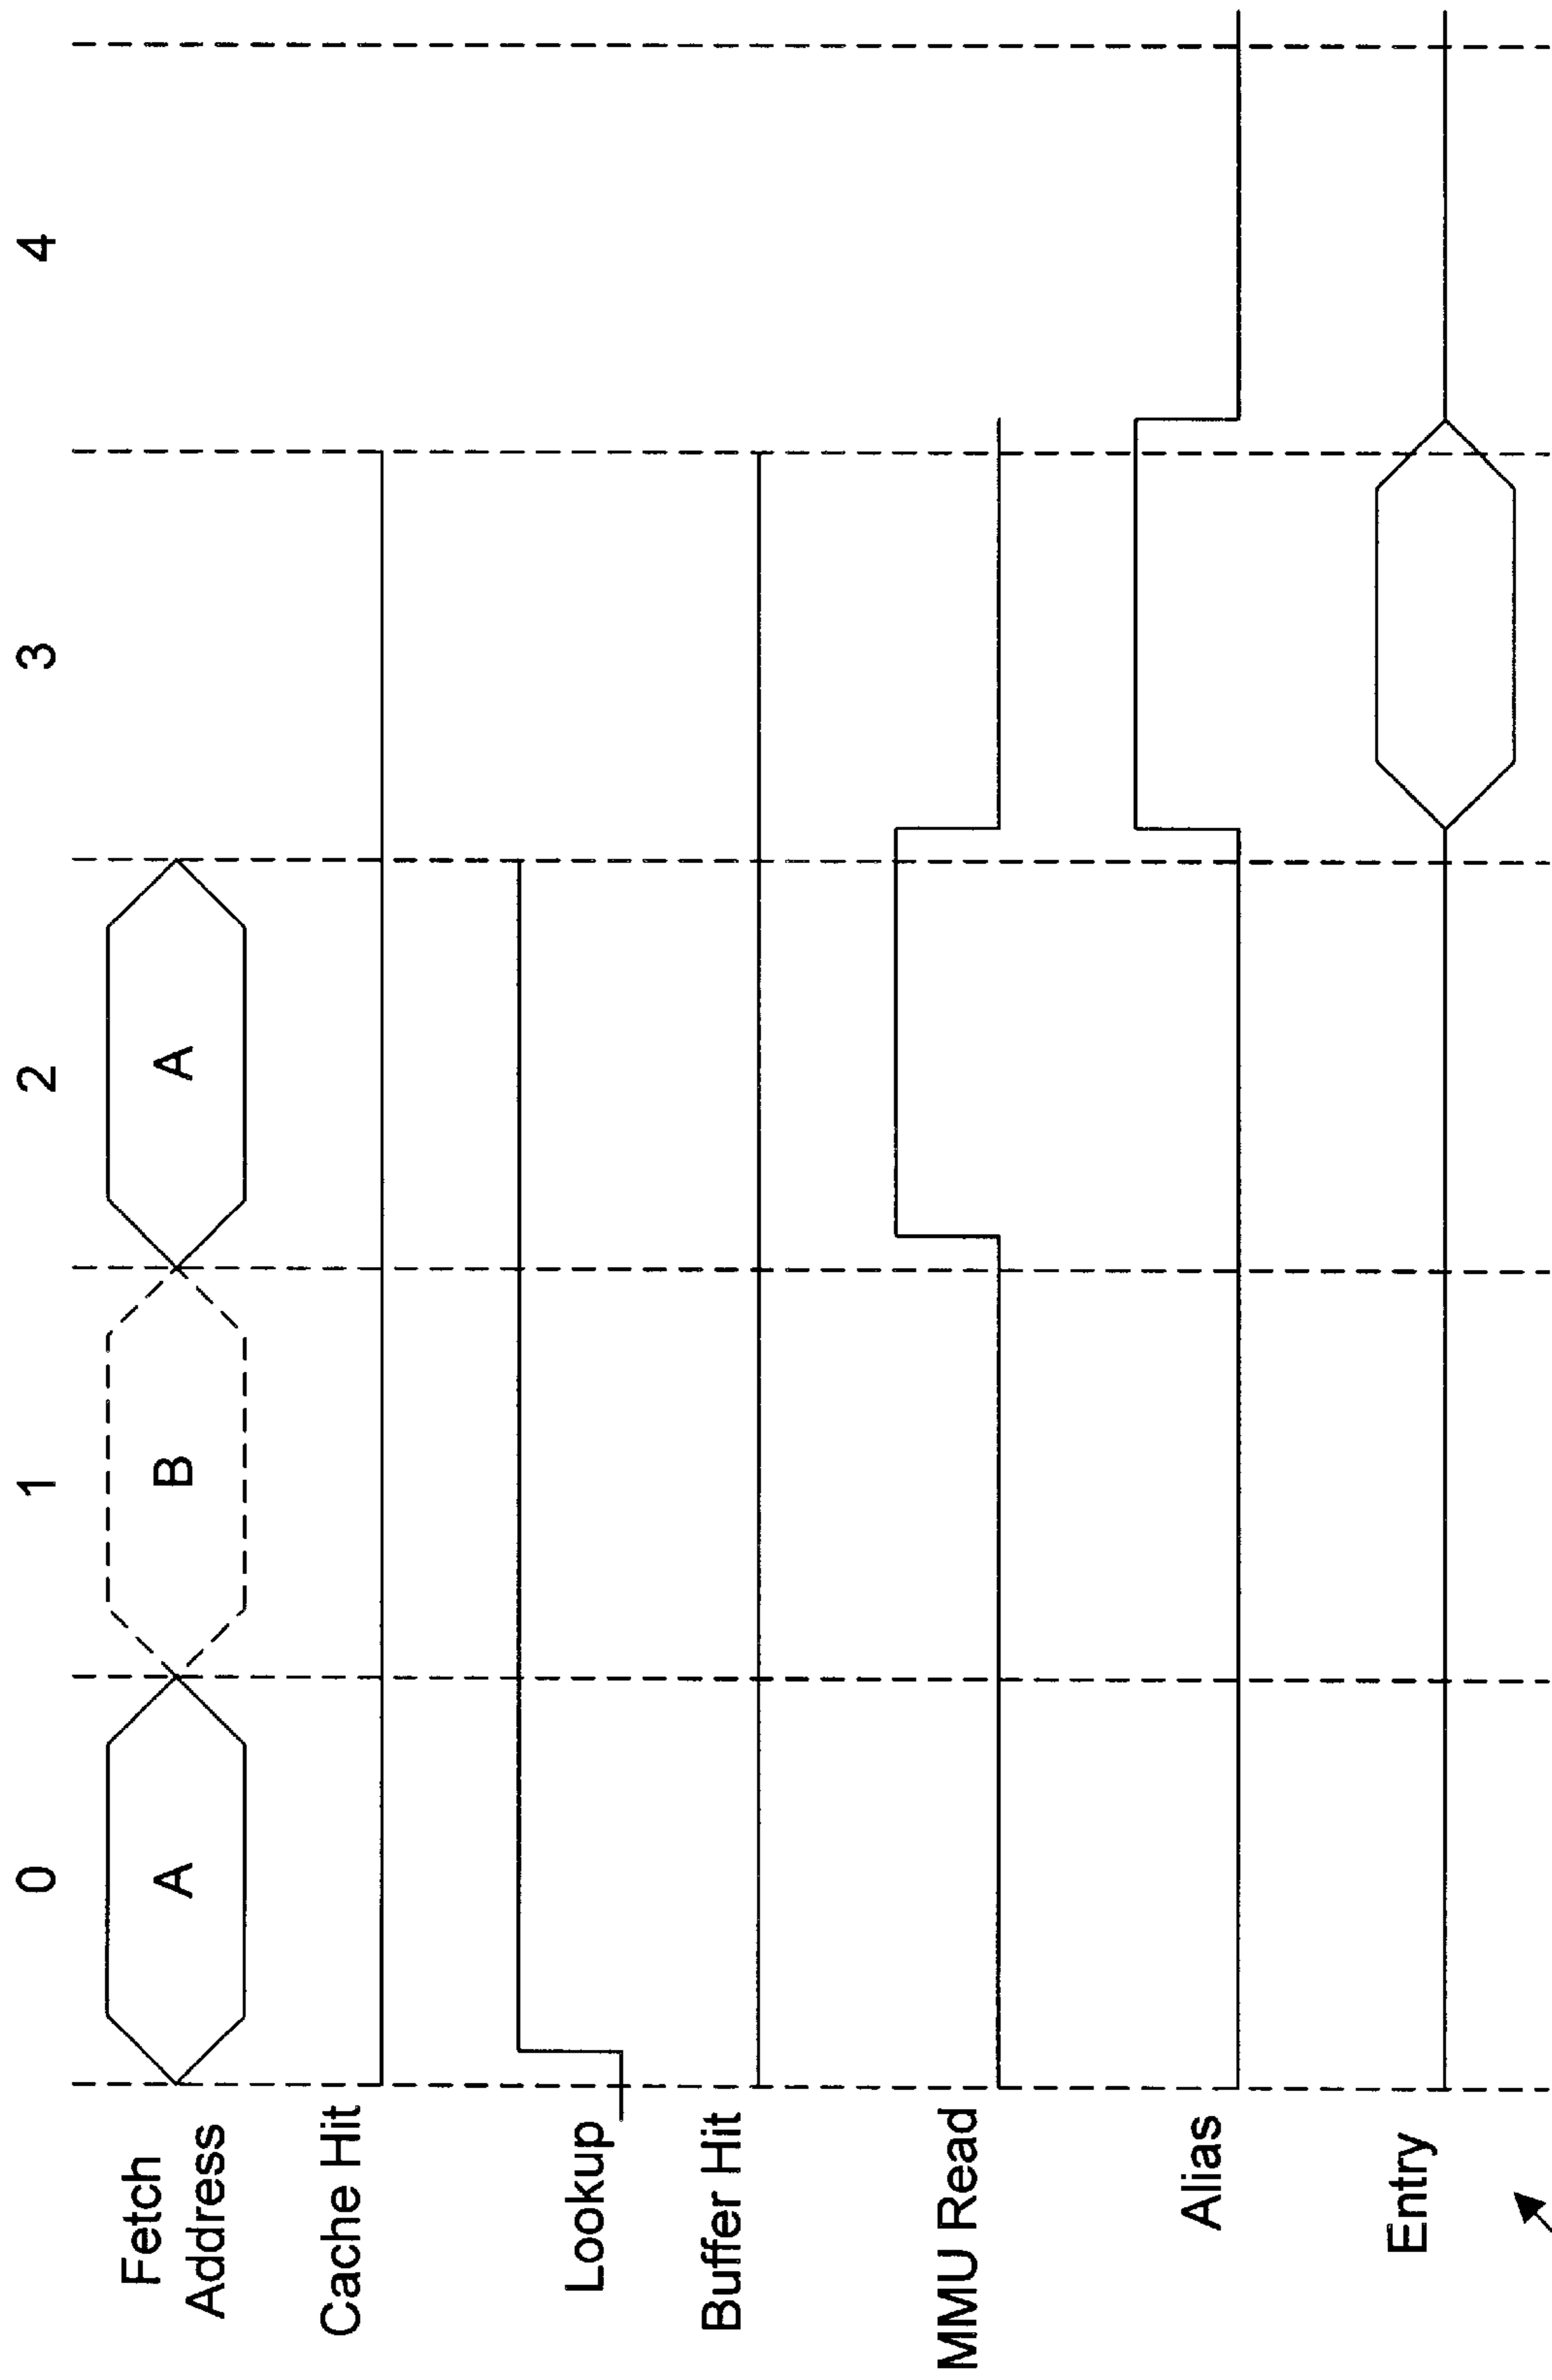 0 1 2 3 4
Fetch
Address
A B A
Cache Hit
Lookup
Buffer Hit
MMU Read
Alias
Entry